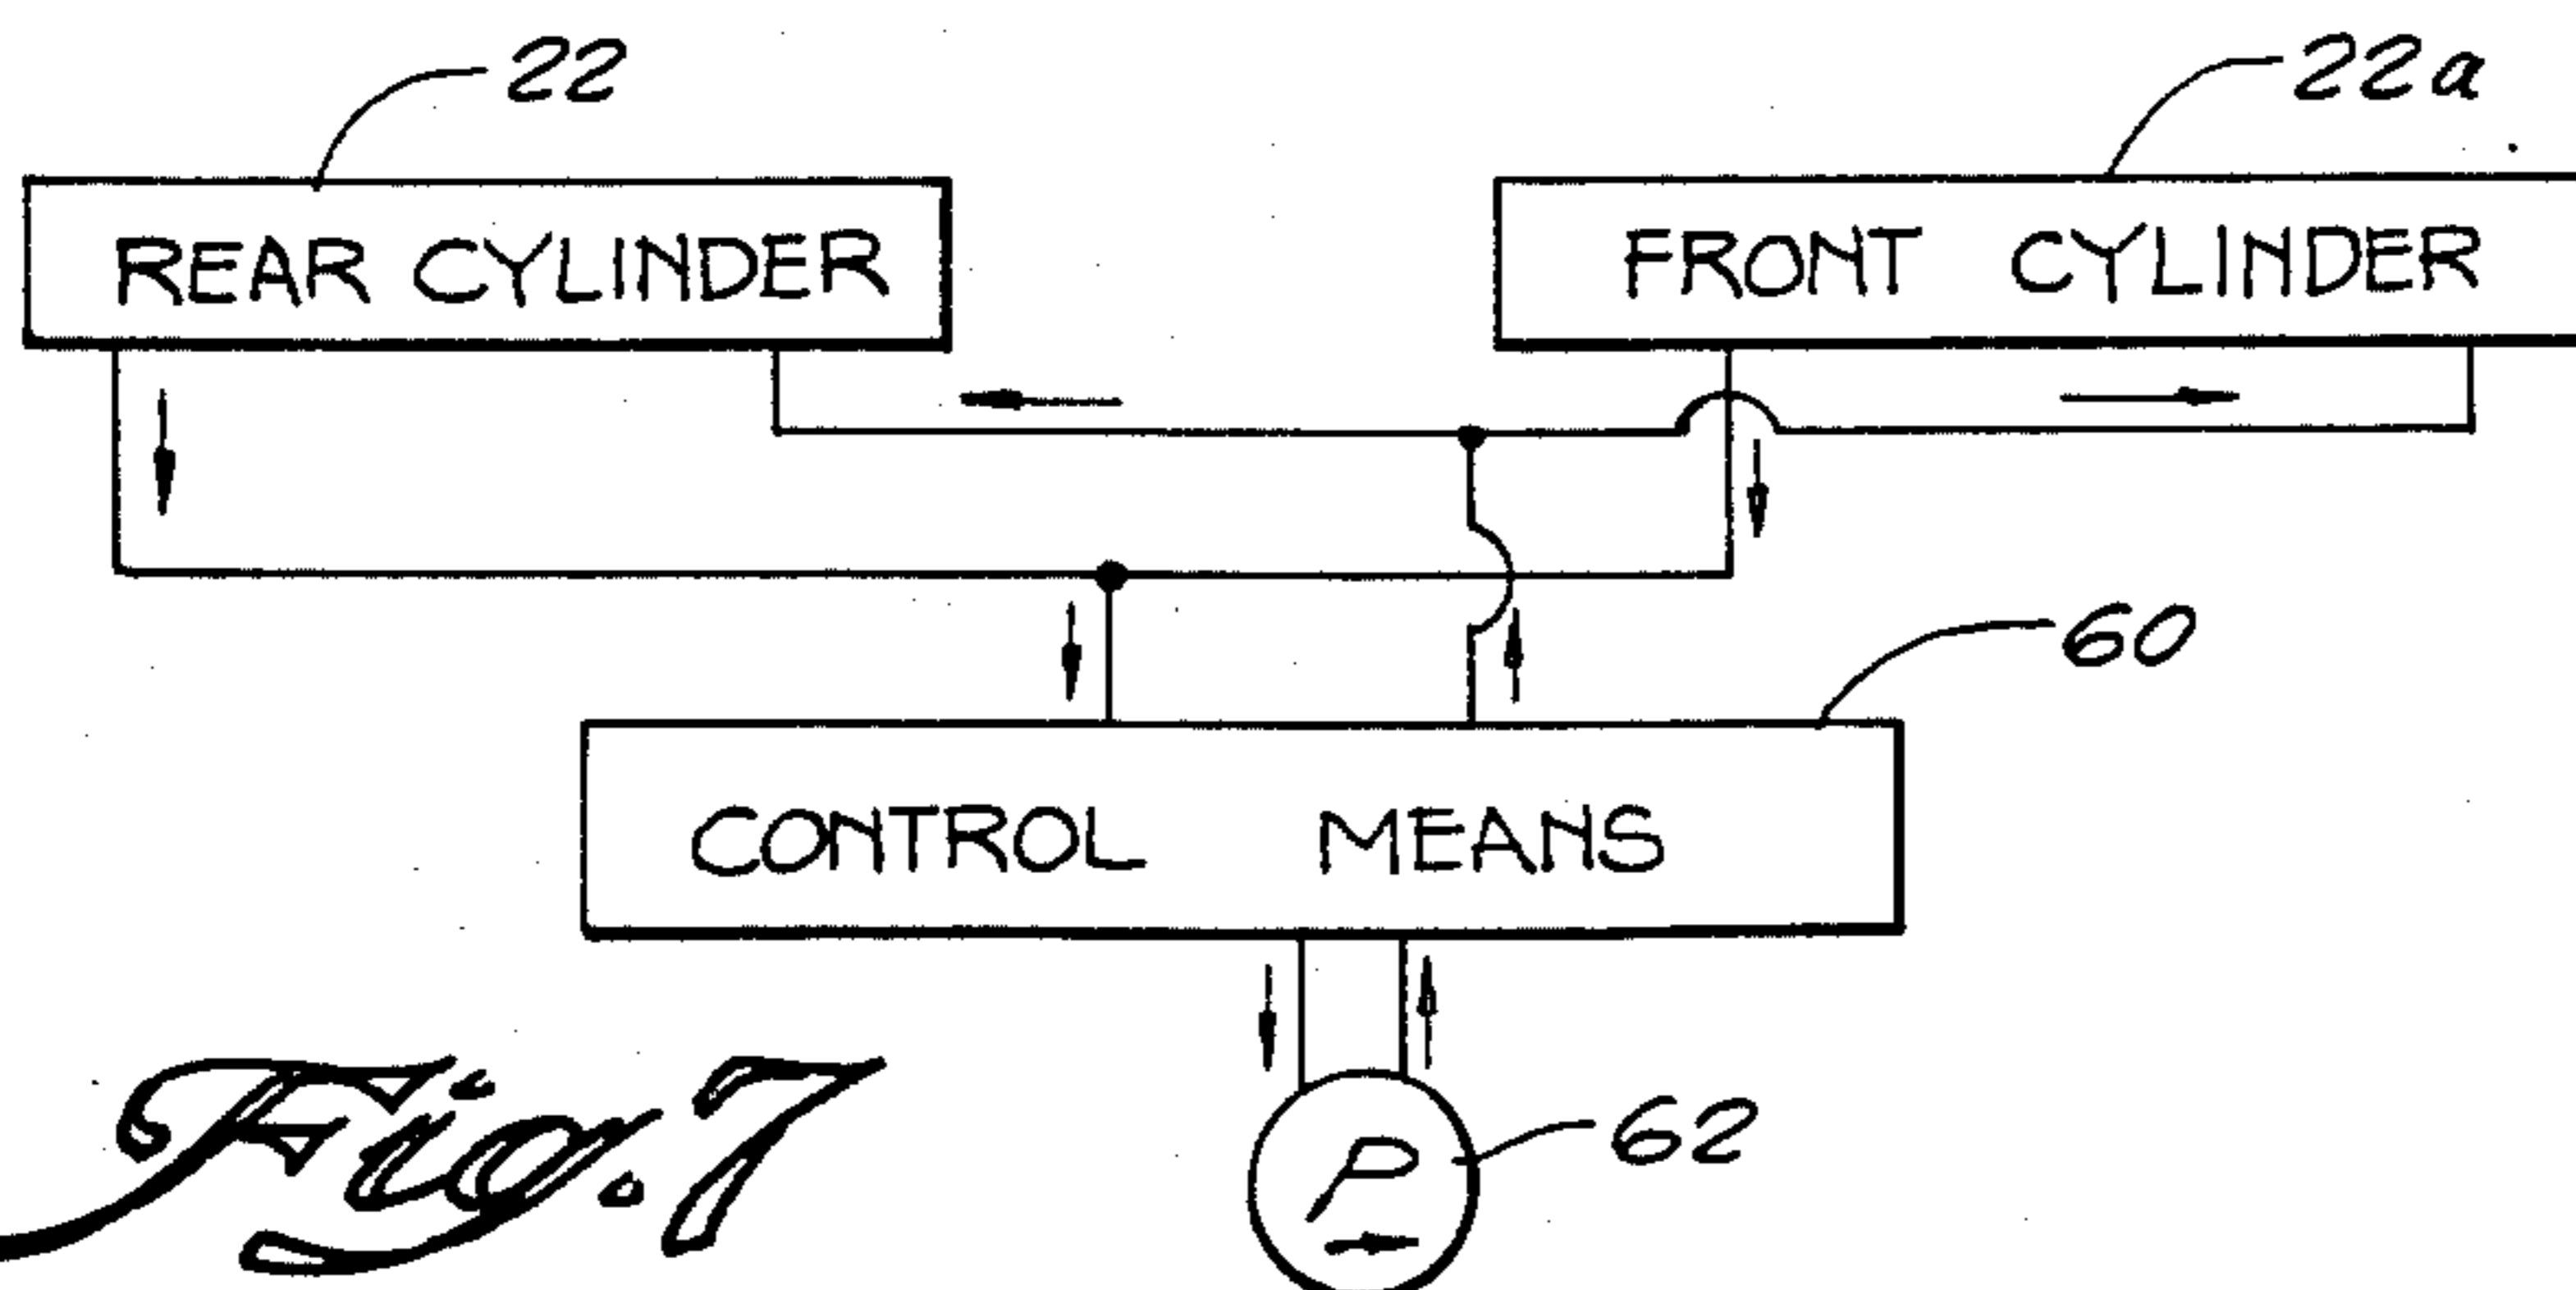 22
22a
REAR CYLINDER
FRONT CYLINDER
60
CONTROL MEANS
62
P
Fig. 7